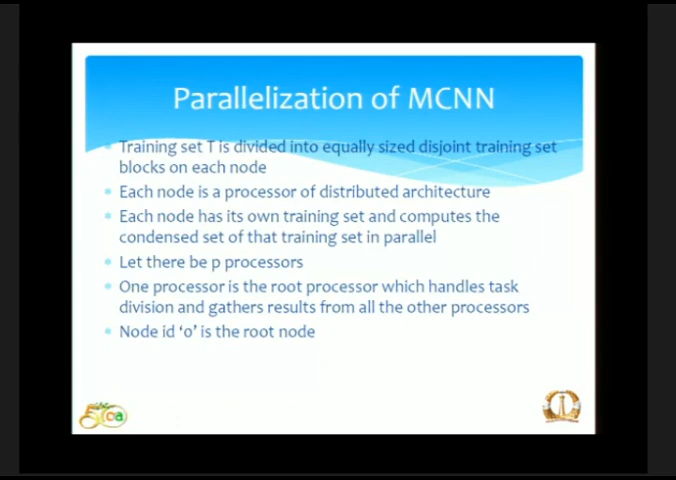 Parallelization of MCNN
Training set T is divided into equally sized disjoint training set
blocks on each node
Each node is a processor of distributed architecture
Each node has its own training set and computes the
condensed set of that training set in parallel
Let there be p processors
One processor is the root processor which handles task
division and gathers results from all the other processors
Node id ‘0’ is the root node